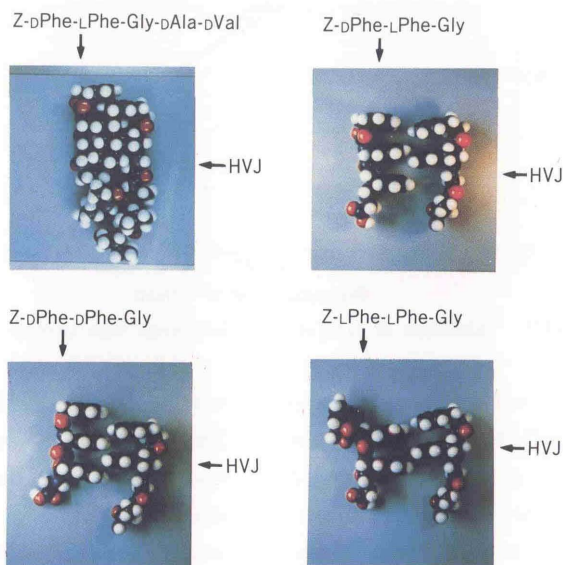 Z-DPhe-LPhe-Gly-DAla-DVal
Z-DPhe-LPhe-Gly
HVJ
HVJ
Z-DPhe-DPhe-Gly
Z-LPhe-LPhe-Gly
HVJ
HVJ